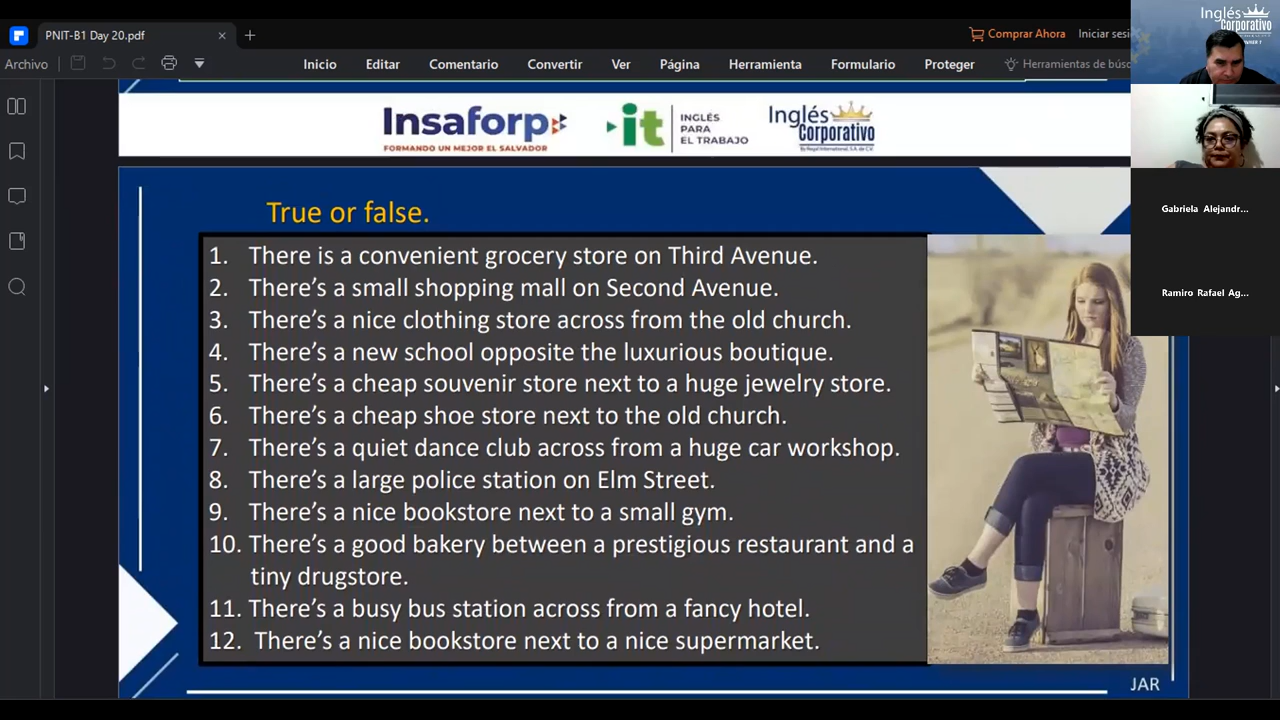 PNIT-B1 Day 20.pdf
Comprar Ahora
Archivo
Inicio
Editar
Comentario
Convertir
Ver
Página
Herramienta
Formulario
Proteger
Insaforp
FORMANDO UN MEJOR EL SALVADOR
it
INGLÉS
PARA
EL TRABAJO
Inglés
Corporativo
Inglés
Corporativo
Gabriela Alejandr...
Ramiro Rafael Ag...
True or false.
1. There is a convenient grocery store on Third Avenue.
2. There's a small shopping mall on Second Avenue.
3. There's a nice clothing store across from the old church.
4. There's a new school opposite the luxurious boutique.
5. There's a cheap souvenir store next to a huge jewelry store.
6. There's a cheap shoe store next to the old church.
7. There's a quiet dance club across from a huge car workshop.
8. There's a large police station on Elm Street.
9. There's a nice bookstore next to a small gym.
10. There's a good bakery between a prestigious restaurant and a
tiny drugstore.
11. There's a busy bus station across from a fancy hotel.
12. There's a nice bookstore next to a nice supermarket.
JAR